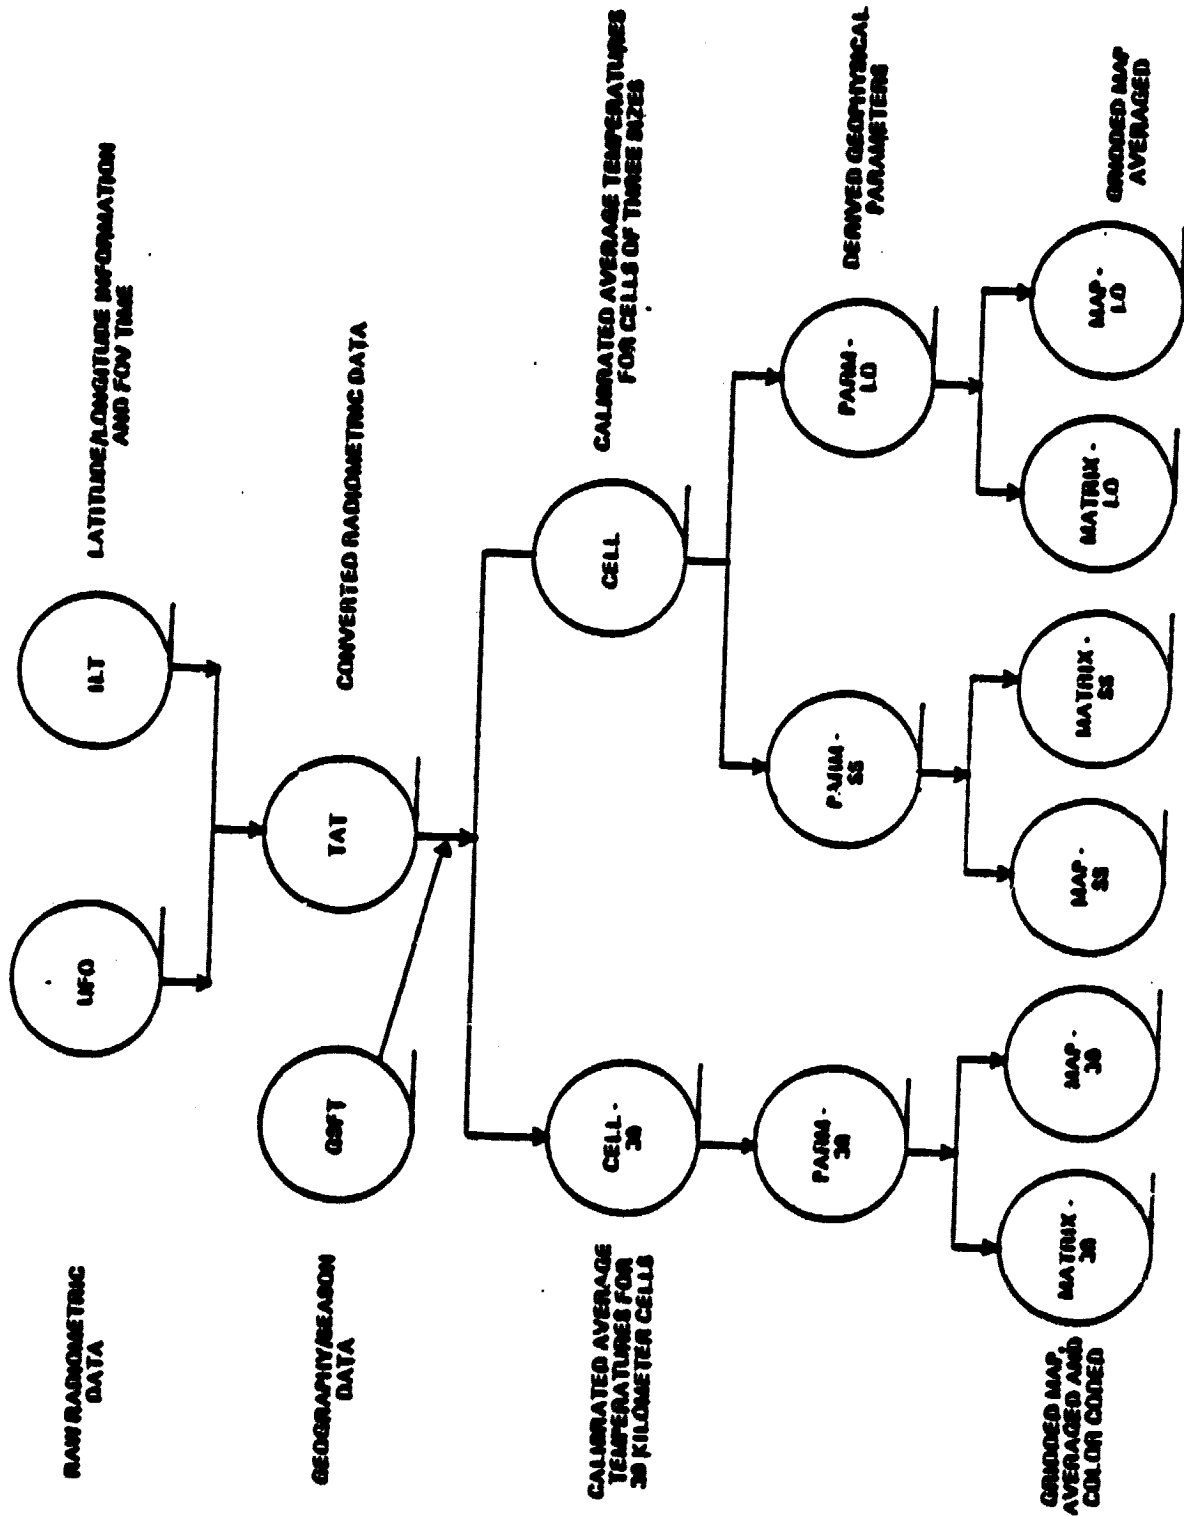 RAW RADIOMETRIC
DATA
UFO
ILT
LATITUDE/LONGITUDE INFORMATION
AND FOV TIME
GEOGRAPHY/SEASON
DATA
GSFT
TAT
CONVERTED RADIOMETRIC DATA
CALIBRATED AVERAGE
TEMPERATURES FOR
30 KILOMETER CELLS
CELL -
30
CELL
CALIBRATED AVERAGE TEMPERATURES
FOR CELLS OF THREE SIZES
PARM -
30
PARM -
SS
PARM -
LO
DERIVED GEOPHYSICAL
PARAMETERS
GRIDDED MAP,
AVERAGED AND
COLOR CODED
MATRIX -
30
MAP -
30
MAP -
SS
MATRIX -
SS
MATRIX -
LO
MAP -
LO
GRIDDED MAP
AVERAGED